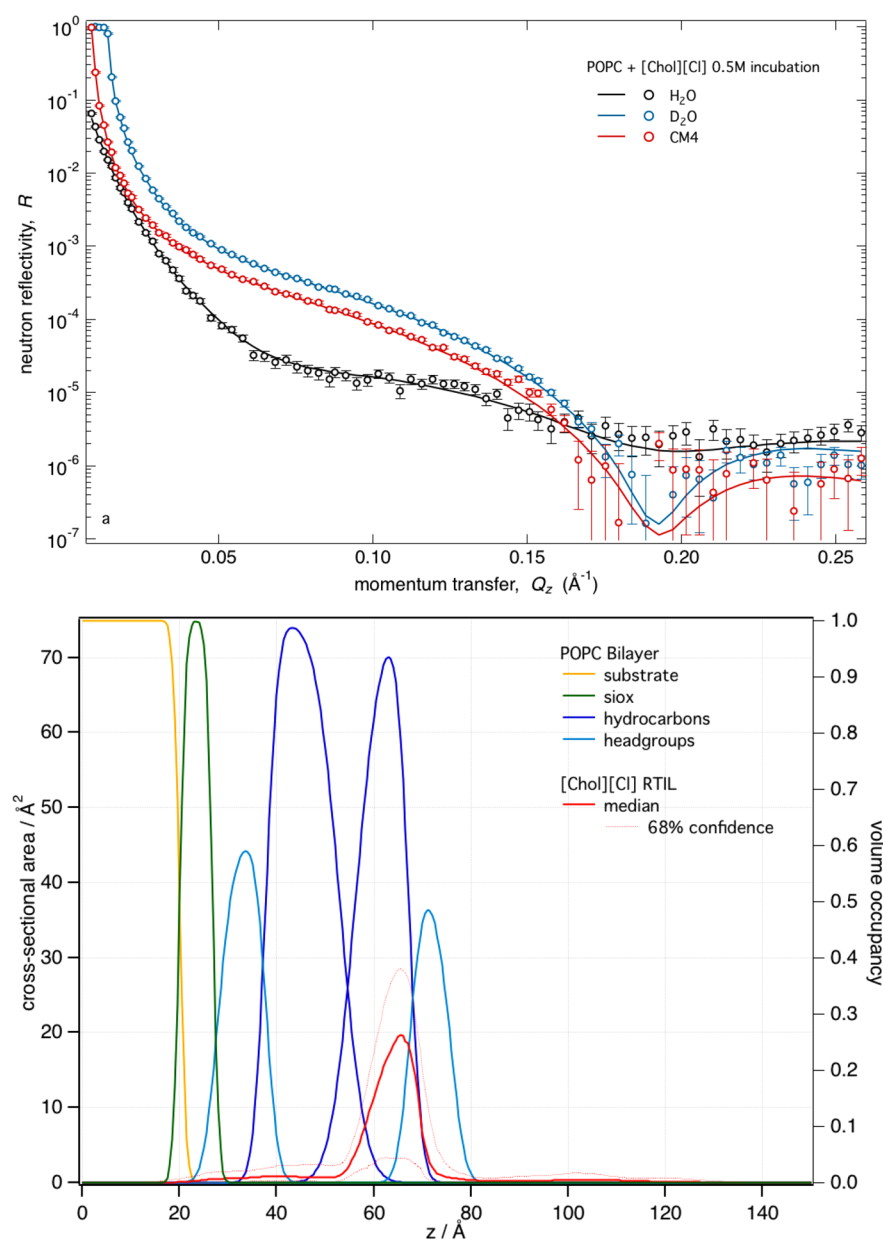 POPC + [Chol][Cl] 0.5M incubation
H₂O
D₂O
CM4
neutron reflectivity, R
10⁰
10⁻¹
10⁻²
10⁻³
10⁻⁴
10⁻⁵
10⁻⁶
10⁻⁷
a
0.05 0.10 0.15 0.20 0.25
momentum transfer, Q_z (Å⁻¹)
POPC Bilayer
substrate
siox
hydrocarbons
headgroups
[Chol][Cl] RTIL
median
68% confidence
cross-sectional area / Å²
70
60
50
40
30
20
10
0
1.0
0.9
0.8
0.7
0.6
0.5
0.4
0.3
0.2
0.1
0.0
volume occupancy
0 20 40 60 80 100 120 140
z / Å